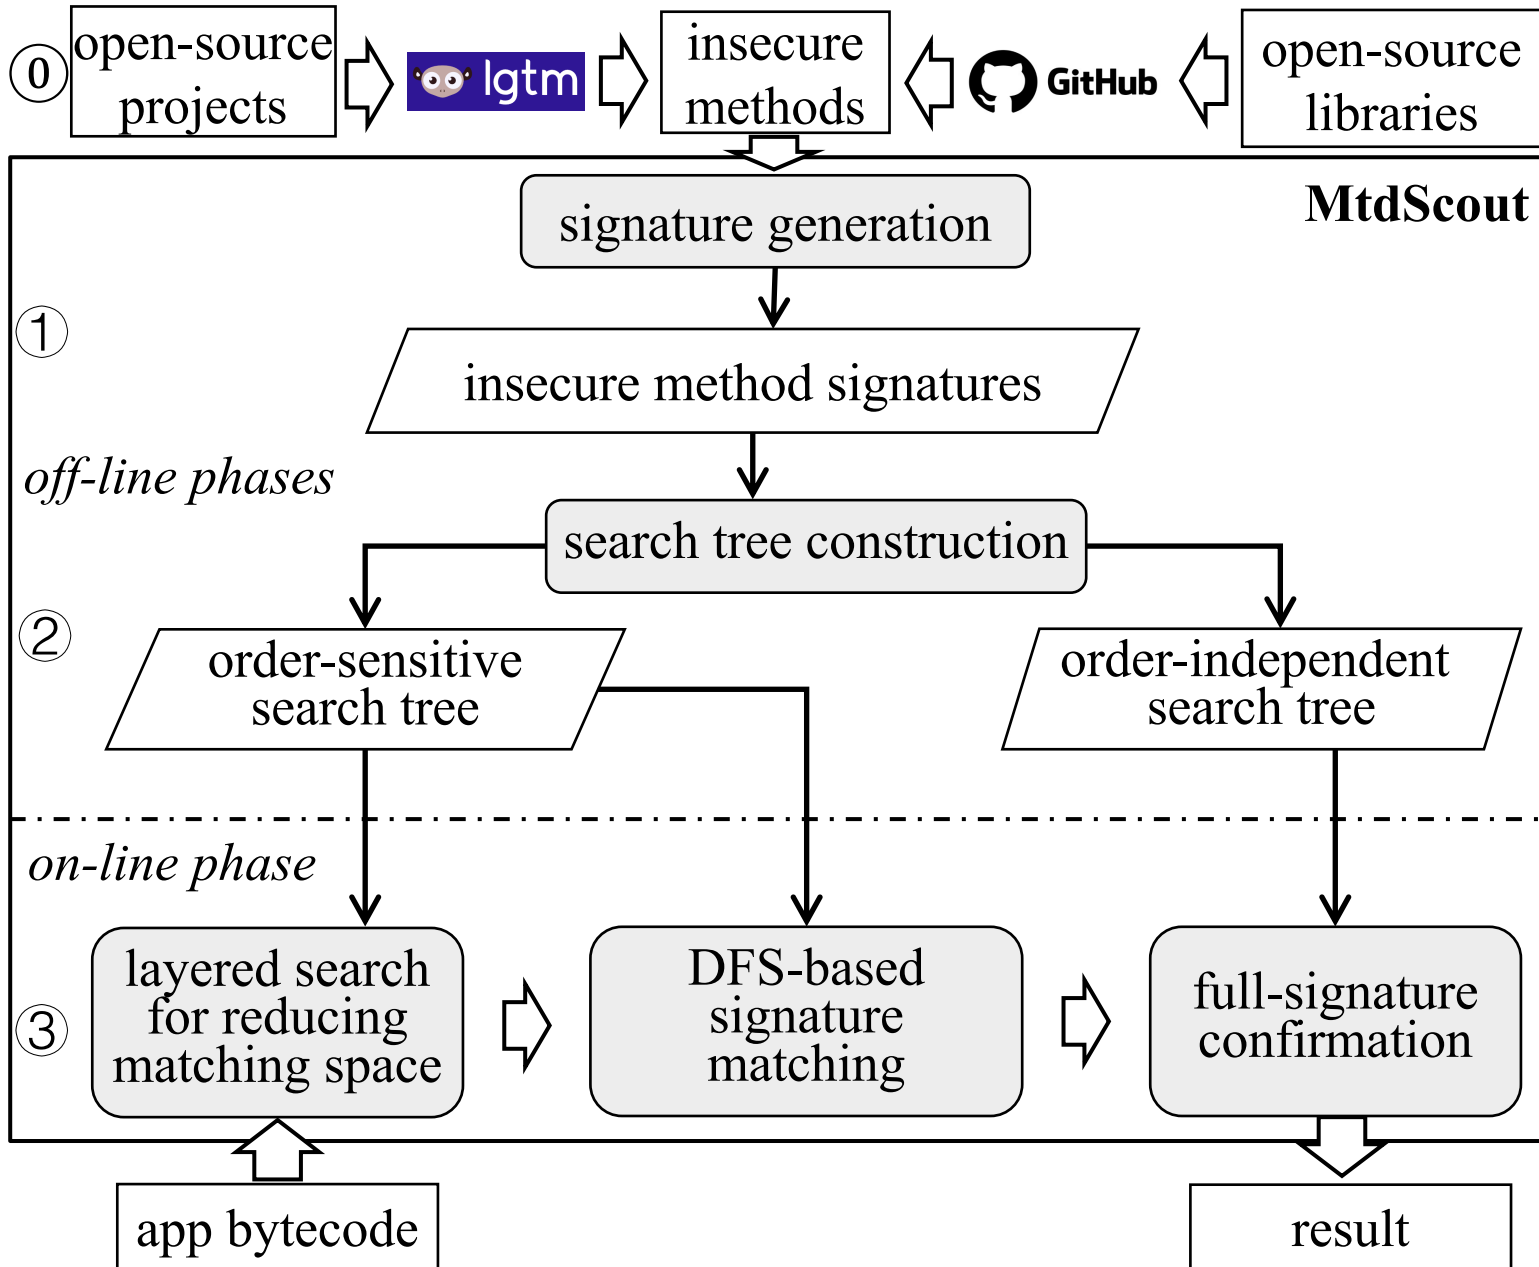 0
open-source
projects
lgtm
insecure
methods
GitHub
open-source
libraries
MtdScout
signature generation
1
insecure method signatures
off-line phases
search tree construction
2
order-sensitive
search tree
order-independent
search tree
on-line phase
3
layered search
for reducing
matching space
DFS-based
signature
matching
full-signature
confirmation
app bytecode
result